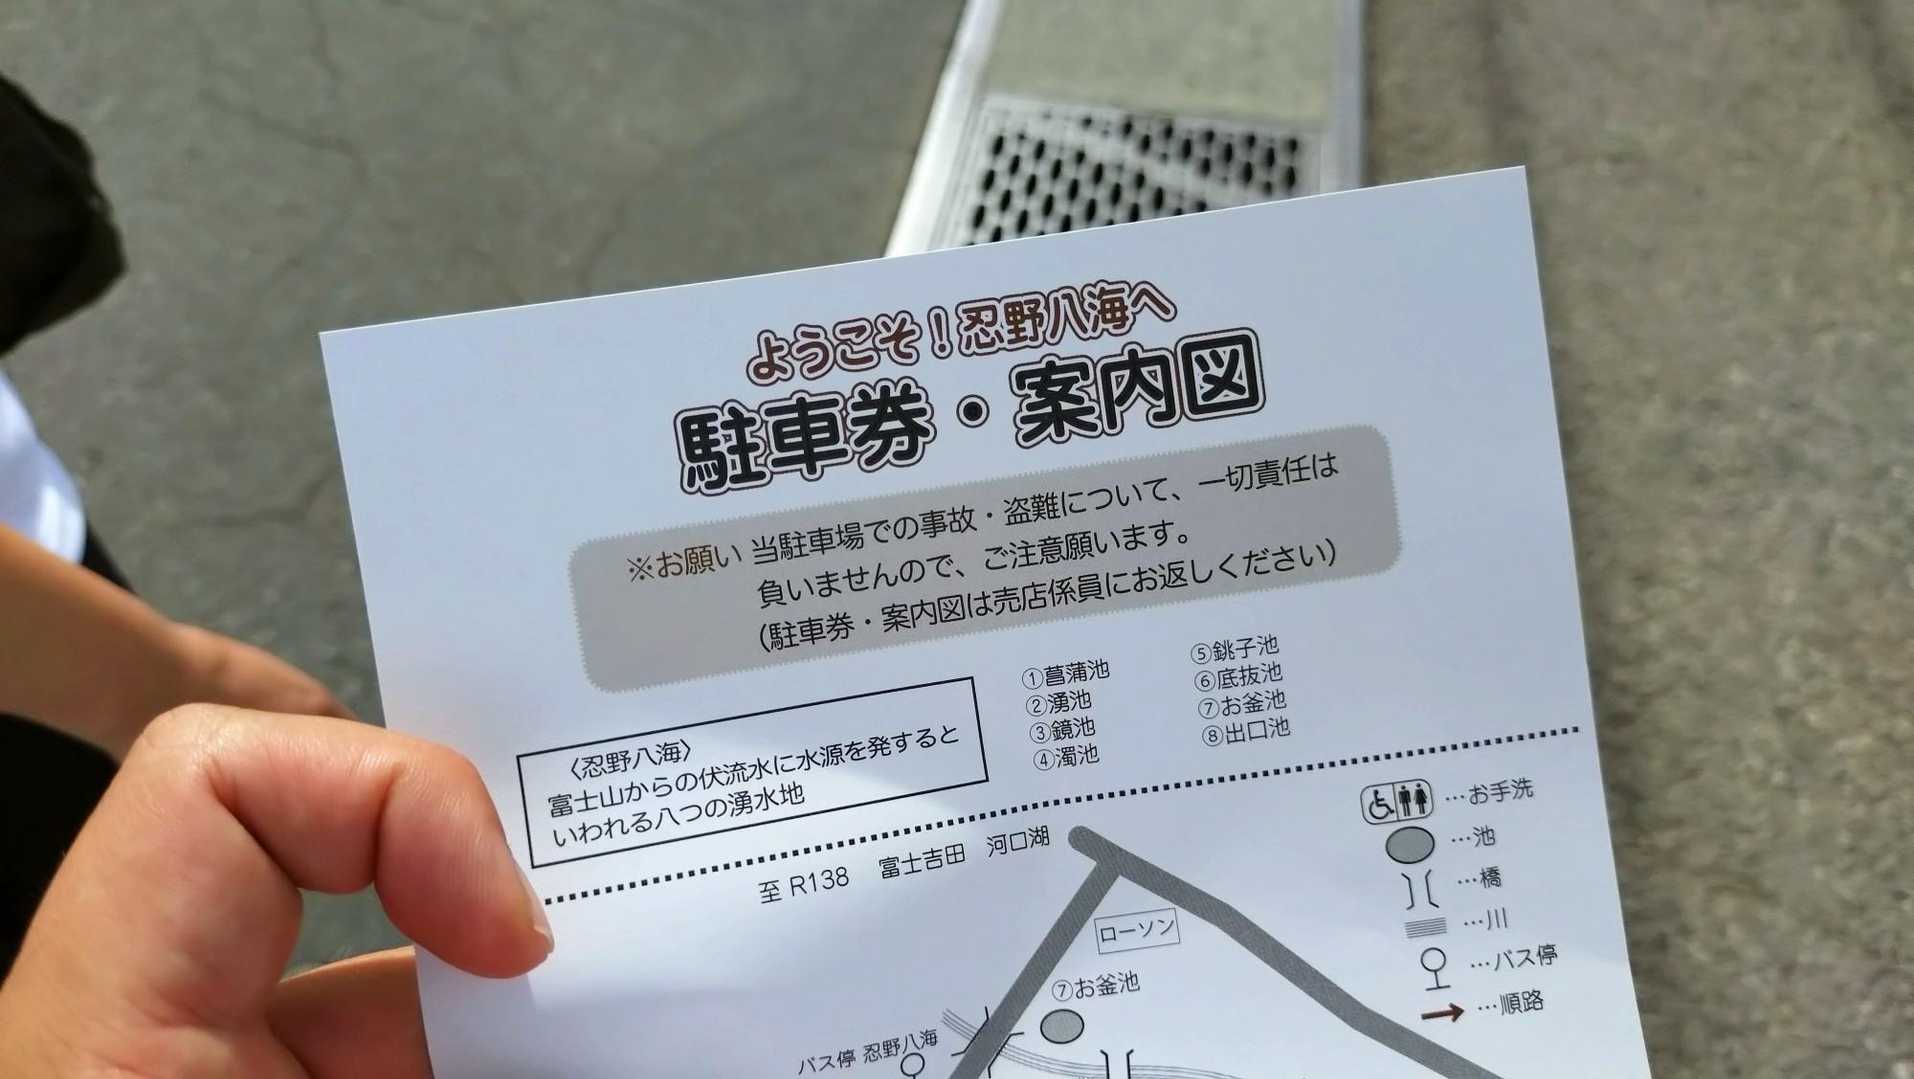 ようこそ！忍野八海へ
駐車券・案内図
※お願い 当駐車場での事故・盗難について、一切責任は
負いませんので、ご注意願います。
(駐車券・案内図は売店係員にお返しください)
〈忍野八海〉
富士山からの伏流水に水源を発すると
いわれる八つの湧水地
①菖蒲池
②湧池
③鏡池
④濁池
⑤銚子池
⑥底抜池
⑦お釜池
⑧出口池
至 R138 富士吉田 河口湖
…お手洗
…池
…橋
…川
…バス停
…順路
ローソン
⑦お釜池
バス停 忍野八海